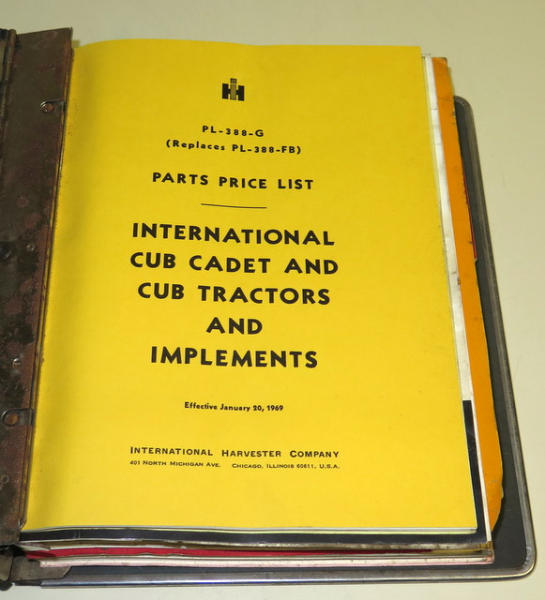 IH
PL-388-G
(Replaces PL-388-FB)
PARTS PRICE LIST
INTERNATIONAL
CUB CADET AND
CUB TRACTORS
AND
IMPLEMENTS
Effective January 20, 1969
INTERNATIONAL HARVESTER COMPANY
401 NORTH MICHIGAN AVE. CHICAGO, ILLINOIS 60611, U.S.A.